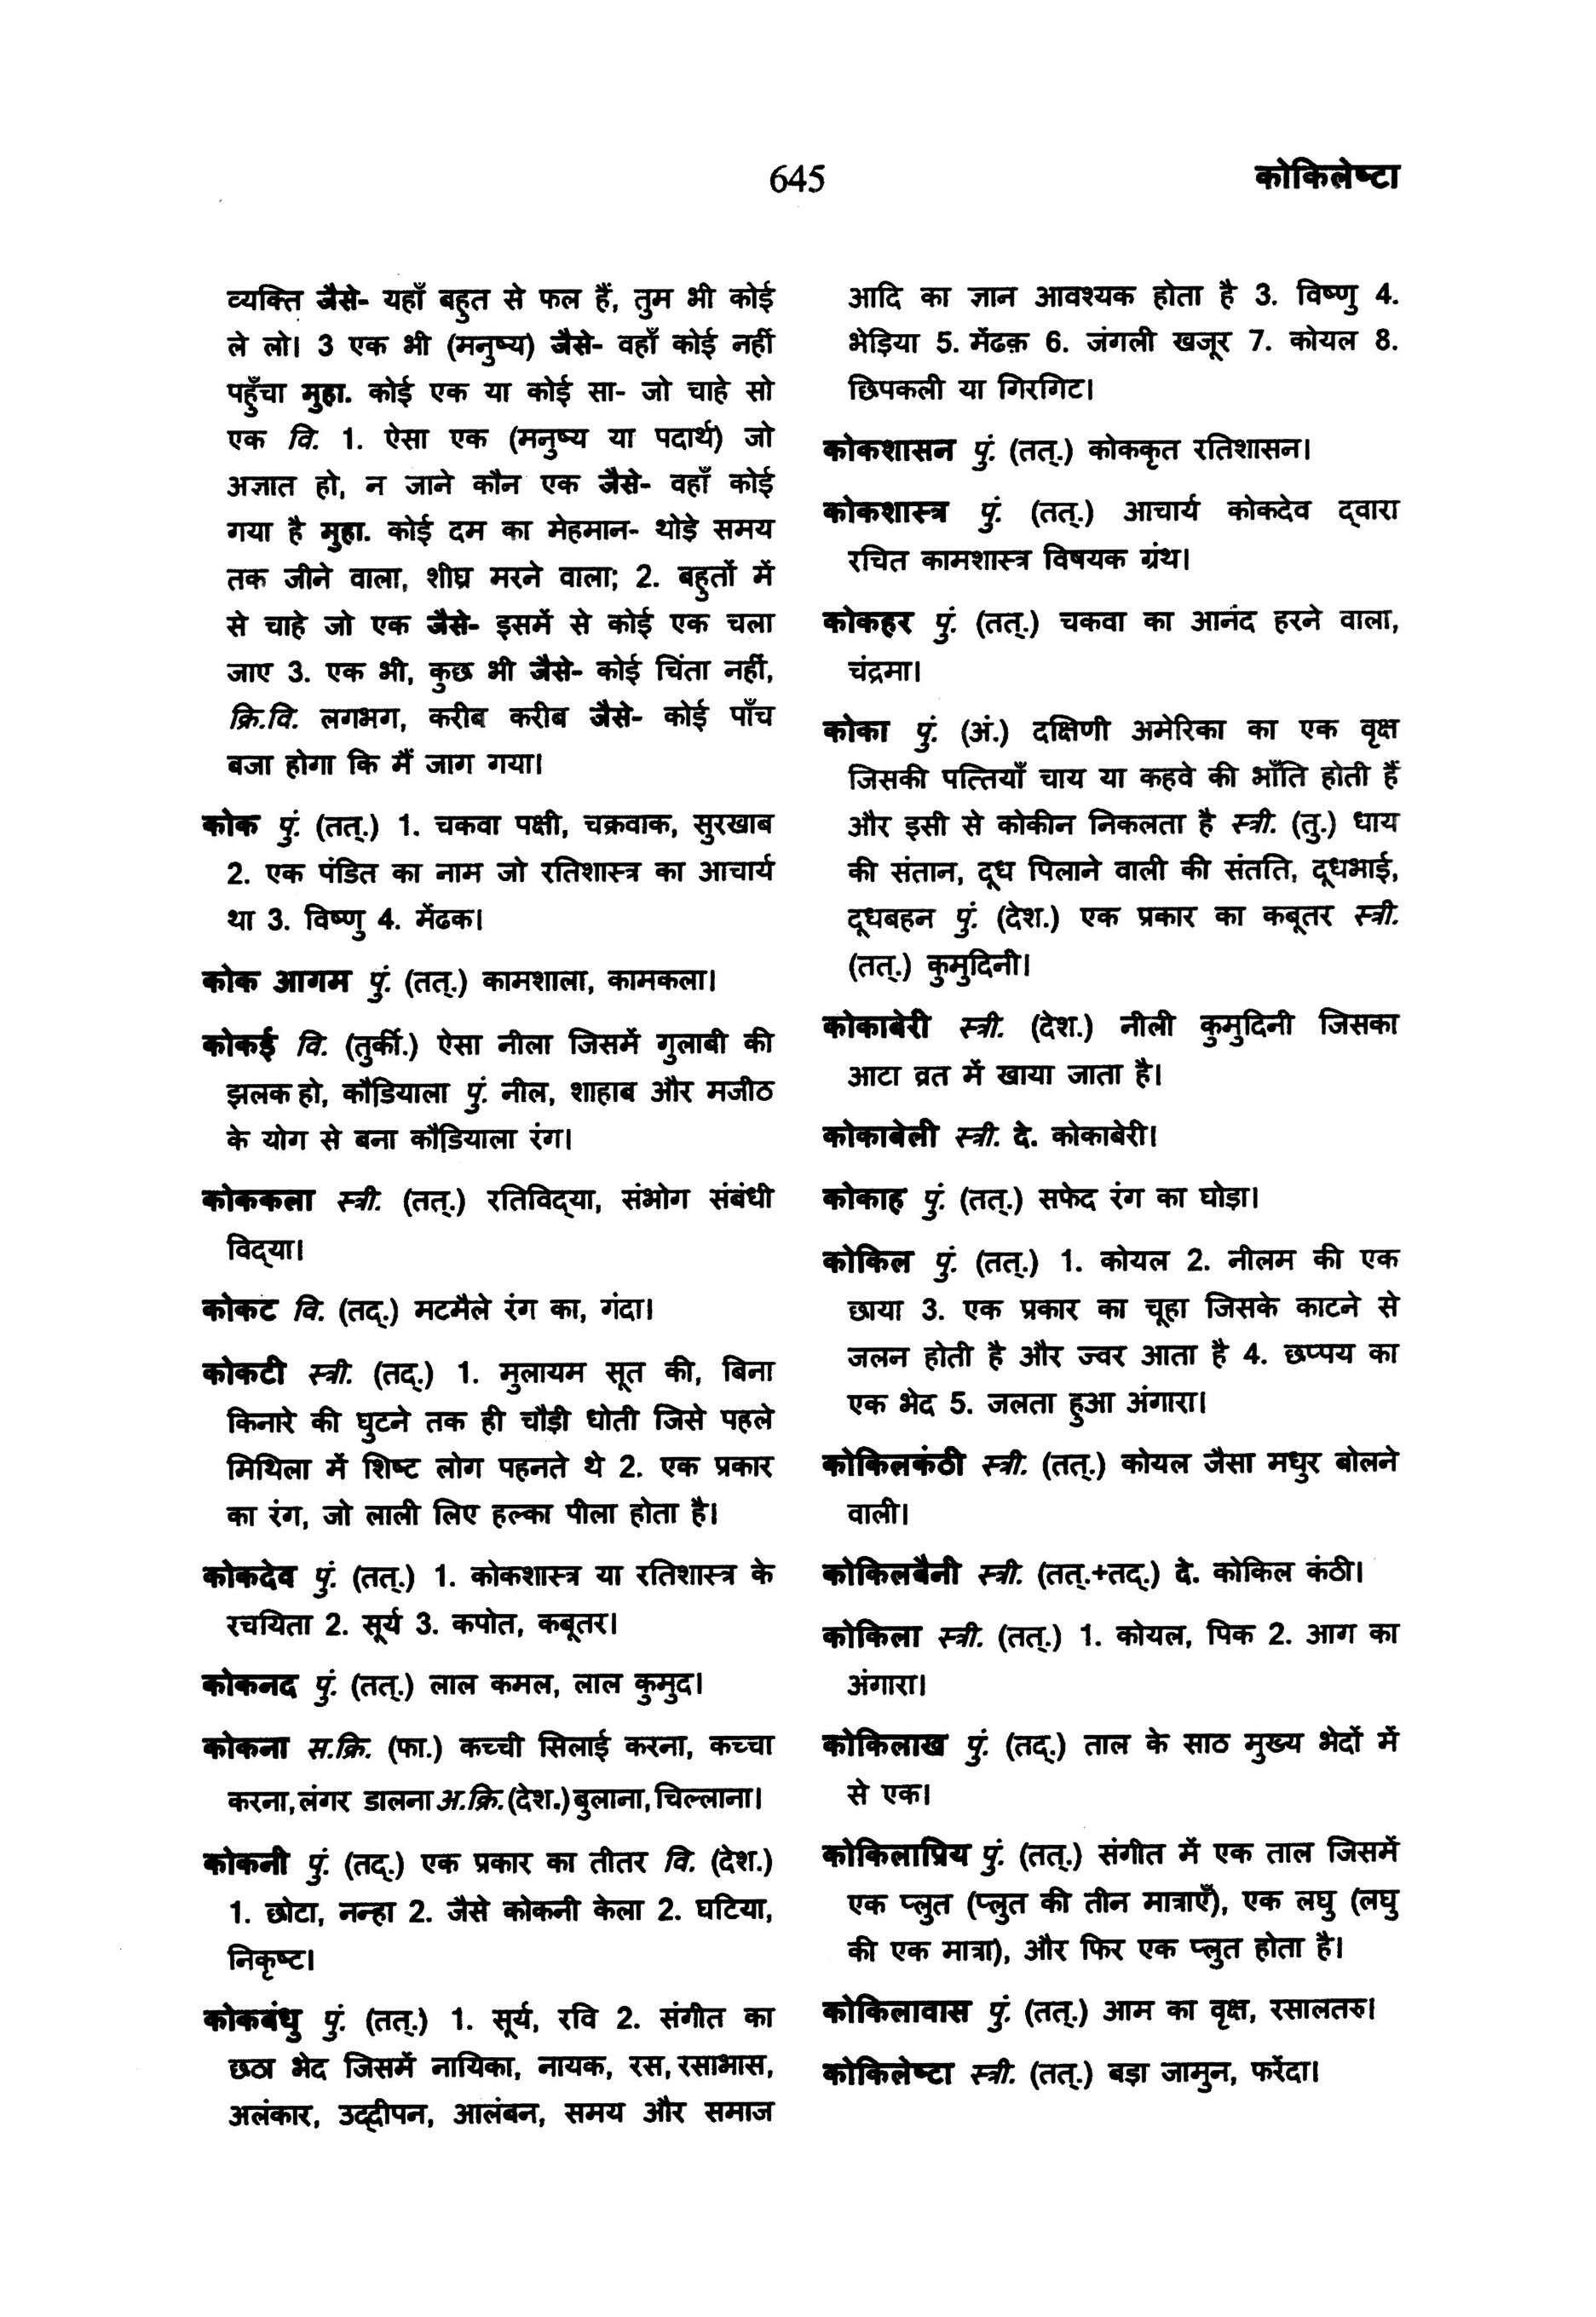 645
कोकिलेष्टा
व्यक्ति जैसे- यहाँ बहुत से फल हैं, तुम भी कोई
ले लो। 3 एक भी (मनुष्य) जैसे- वहाँ कोई नहीं
पहुँचा मुहा. कोई एक या कोई सा- जो चाहे सो
एक वि. 1. ऐसा एक (मनुष्य या पदार्थ) जो
अज्ञात हो, न जाने कौन एक जैसे- वहाँ कोई
गया है मुहा. कोई दम का मेहमान- थोड़े समय
तक जीने वाला, शीघ्र मरने वाला; 2. बहुतों में
से चाहे जो एक जैसे- इसमें से कोई एक चला
जाए 3. एक भी, कुछ भी जैसे- कोई चिंता नहीं,
क्रि.वि. लगभग, करीब करीब जैसे- कोई पाँच
बजा होगा कि मैं जाग गया।
कोक पुं. (तत्.) 1. चकवा पक्षी, चक्रवाक, सुरखाब
2. एक पंडित का नाम जो रतिशास्त्र का आचार्य
था 3. विष्णु 4. मेंढक।
कोक आगम पुं. (तत्.) कामशाला, कामकला।
कोकई वि. (तुर्की.) ऐसा नीला जिसमें गुलाबी की
झलक हो, कौडियाला पुं. नील, शाहाब और मजीठ
के योग से बना कौडियाला रंग।
कोककला स्त्री. (तत्.) रतिविद्‌या, संभोग संबंधी
विद्‌या।
कोकट वि. (तद्.) मटमैले रंग का, गंदा।
कोकटी स्त्री. (तद्.) 1. मुलायम सूत की, बिना
किनारे की घुटने तक ही चौड़ी धोती जिसे पहले
मिथिला में शिष्ट लोग पहनते थे 2. एक प्रकार
का रंग, जो लाली लिए हल्का पीला होता है।
कोकदेव पुं. (तत्.) 1. कोकशास्त्र या रतिशास्त्र के
रचयिता 2. सूर्य 3. कपोत, कबूतर।
कोकनद पुं. (तत्.) लाल कमल, लाल कुमुद।
कोकना स.क्रि. (फा.) कच्ची सिलाई करना, कच्चा
करना, लंगर डालना अ.क्रि. (देश.) बुलाना, चिल्लाना।
कोकनी पुं. (तद्.) एक प्रकार का तीतर वि. (देश.)
1. छोटा, नन्हा 2. जैसे कोकनी केला 2. घटिया,
निकृष्ट।
कोकबंधु पुं. (तत्.) 1. सूर्य, रवि 2. संगीत का
छठा भेद जिसमें नायिका, नायक, रस, रसाभास,
अलंकार, उद्‌दीपन, आलंबन, समय और समाज
आदि का ज्ञान आवश्यक होता है 3. विष्णु 4.
भेड़िया 5. मेंढक़ 6. जंगली खजूर 7. कोयल 8.
छिपकली या गिरगिट।
कोकशासन पुं. (तत्.) कोककृत रतिशासन।
कोकशास्त्र पुं. (तत्.) आचार्य कोकदेव द्‌वारा
रचित कामशास्त्र विषयक ग्रंथ।
कोकहर पुं. (तत्.) चकवा का आनंद हरने वाला,
चंद्रमा।
कोका पुं. (अं.) दक्षिणी अमेरिका का एक वृक्ष
जिसकी पत्तियाँ चाय या कहवे की भाँति होती हैं
और इसी से कोकीन निकलता है स्त्री. (तु.) धाय
की संतान, दूध पिलाने वाली की संतति, दूधभाई,
दूधबहन पुं. (देश.) एक प्रकार का कबूतर स्त्री.
(तत्.) कुमुदिनी।
कोकाबेरी स्त्री. (देश.) नीली कुमुदिनी जिसका
आटा व्रत में खाया जाता है।
कोकाबेली स्त्री. दे. कोकाबेरी।
कोकाह पुं. (तत्.) सफेद रंग का घोड़ा।
कोकिल पुं. (तत्.) 1. कोयल 2. नीलम की एक
छाया 3. एक प्रकार का चूहा जिसके काटने से
जलन होती है और ज्वर आता है 4. छप्पय का
एक भेद 5. जलता हुआ अंगारा।
कोकिलकंठी स्त्री. (तत्.) कोयल जैसा मधुर बोलने
वाली।
कोकिलबैनी स्त्री. (तत्.+तद्.) दे. कोकिल कंठी।
कोकिला स्त्री. (तत्.) 1. कोयल, पिक 2. आग का
अंगारा।
कोकिलाख पुं. (तद्.) ताल के साठ मुख्य भेदों में
से एक।
कोकिलाप्रिय पुं. (तत्.) संगीत में एक ताल जिसमें
एक प्लुत (प्लुत की तीन मात्राएँ), एक लघु (लघु
की एक मात्रा), और फिर एक प्लुत होता है।
कोकिलावास पुं. (तत्.) आम का वृक्ष, रसालतरु।
कोकिलेष्टा स्त्री. (तत्.) बड़ा जामुन, फरेंदा।